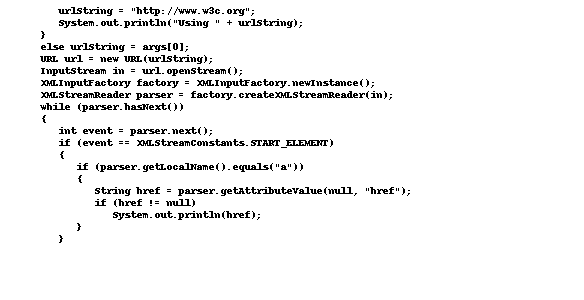 urlString = "http://www.w3c.org";
System.out.println("Using " + urlString);
}
else urlString = args[0];
URL url = new URL(urlString);
InputStream in = url.openStream();
XMLInputFactory factory = XMLInputFactory.newInstance();
XMLStreamReader parser = factory.createXMLStreamReader(in);
while (parser.hasNext())
{
int event = parser.next();
if (event == XMLStreamConstants.START_ELEMENT)
{
if (parser.getLocalName().equals("a"))
{
String href = parser.getAttributeValue(null, "href");
if (href != null)
System.out.println(href);
}
}